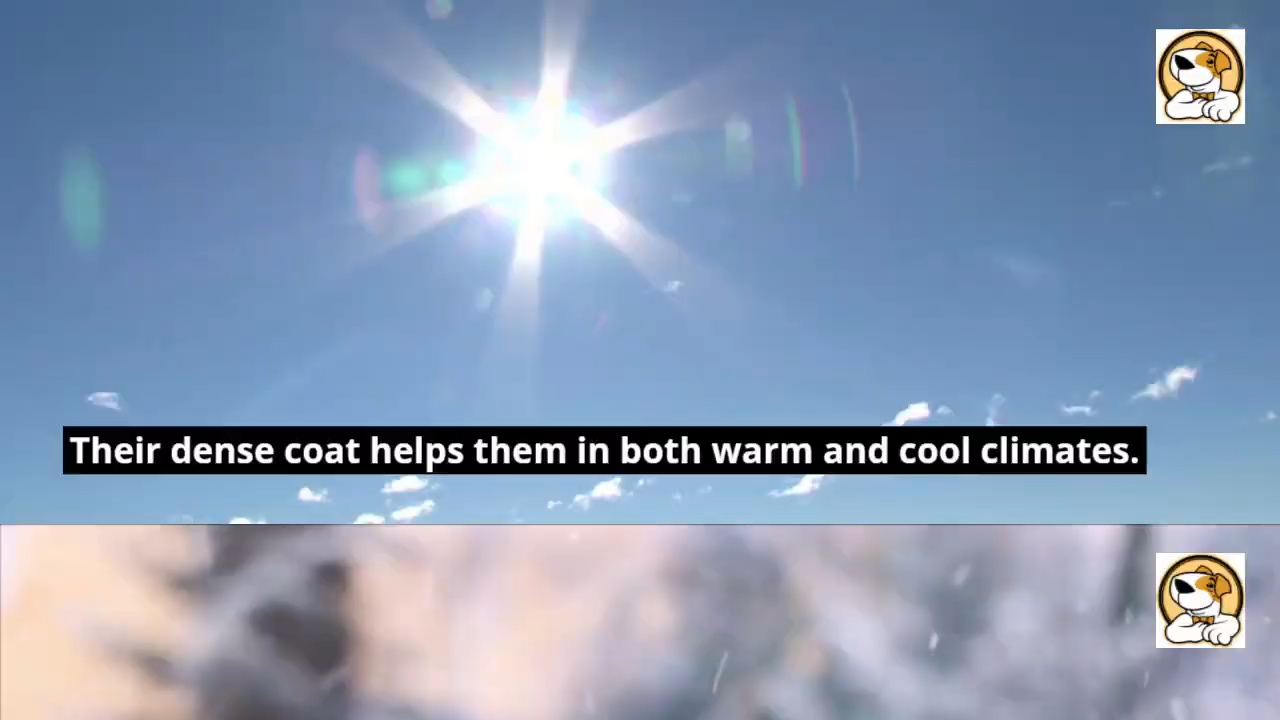 Their dense coat helps them in both warm and cool climates.